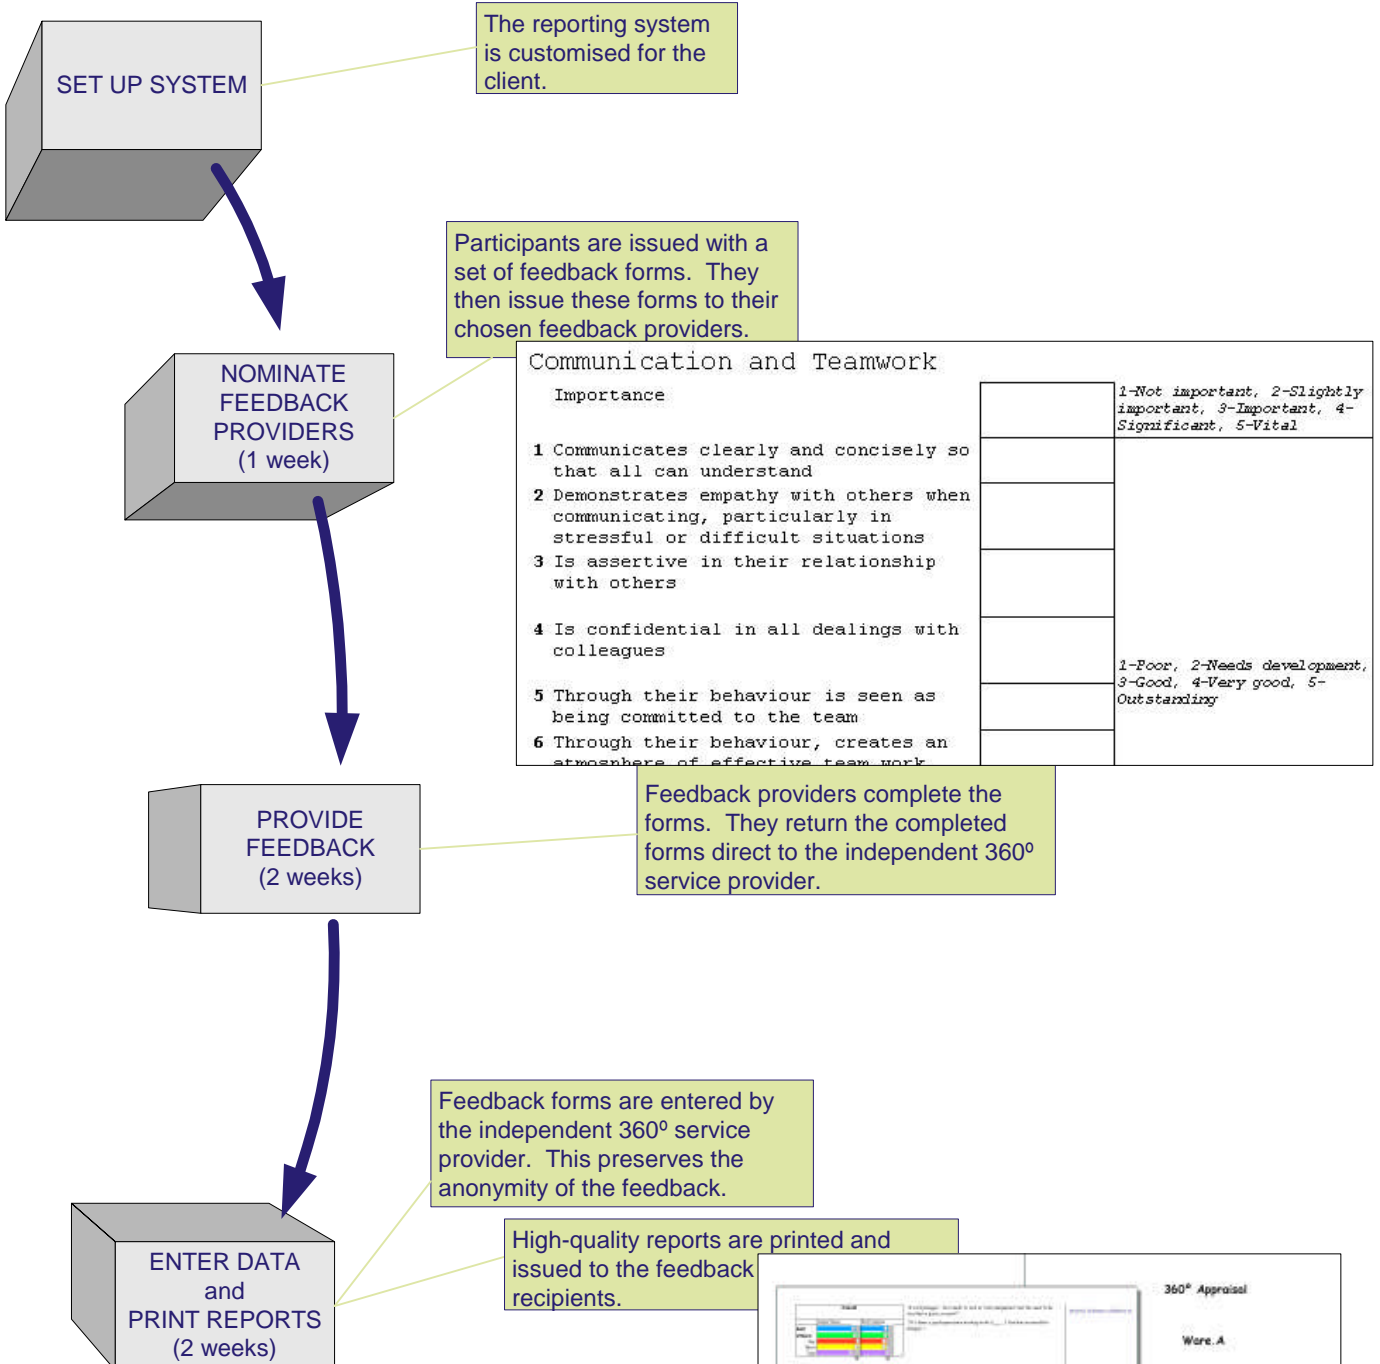 SET UP SYSTEM
The reporting system
is customised for the
client.
Participants are issued with a
set of feedback forms.  They
then issue these forms to their
chosen feedback providers.
NOMINATE
FEEDBACK
PROVIDERS
(1 week)
Communication and Teamwork
Importance
1-Not important, 2-Slightly
important, 3-Important, 4-
Significant, 5-Vital
1 Communicates clearly and concisely so
that all can understand
2 Demonstrates empathy with others when
communicating, particularly in
stressful or difficult situations
3 Is assertive in their relationship
with others
4 Is confidential in all dealings with
colleagues
5 Through their behaviour is seen as
being committed to the team
6 Through their behaviour, creates an
atmosphere of effective team work
1-Poor, 2-Needs development,
3-Good, 4-Very good, 5-
Outstanding
PROVIDE
FEEDBACK
(2 weeks)
Feedback providers complete the
forms.  They return the completed
forms direct to the independent 360º
service provider.
Feedback forms are entered by
the independent 360º service
provider.  This preserves the
anonymity of the feedback.
ENTER DATA
and
PRINT REPORTS
(2 weeks)
High-quality reports are printed and
issued to the feedback
recipients.
360º Appraisal
Ware.A